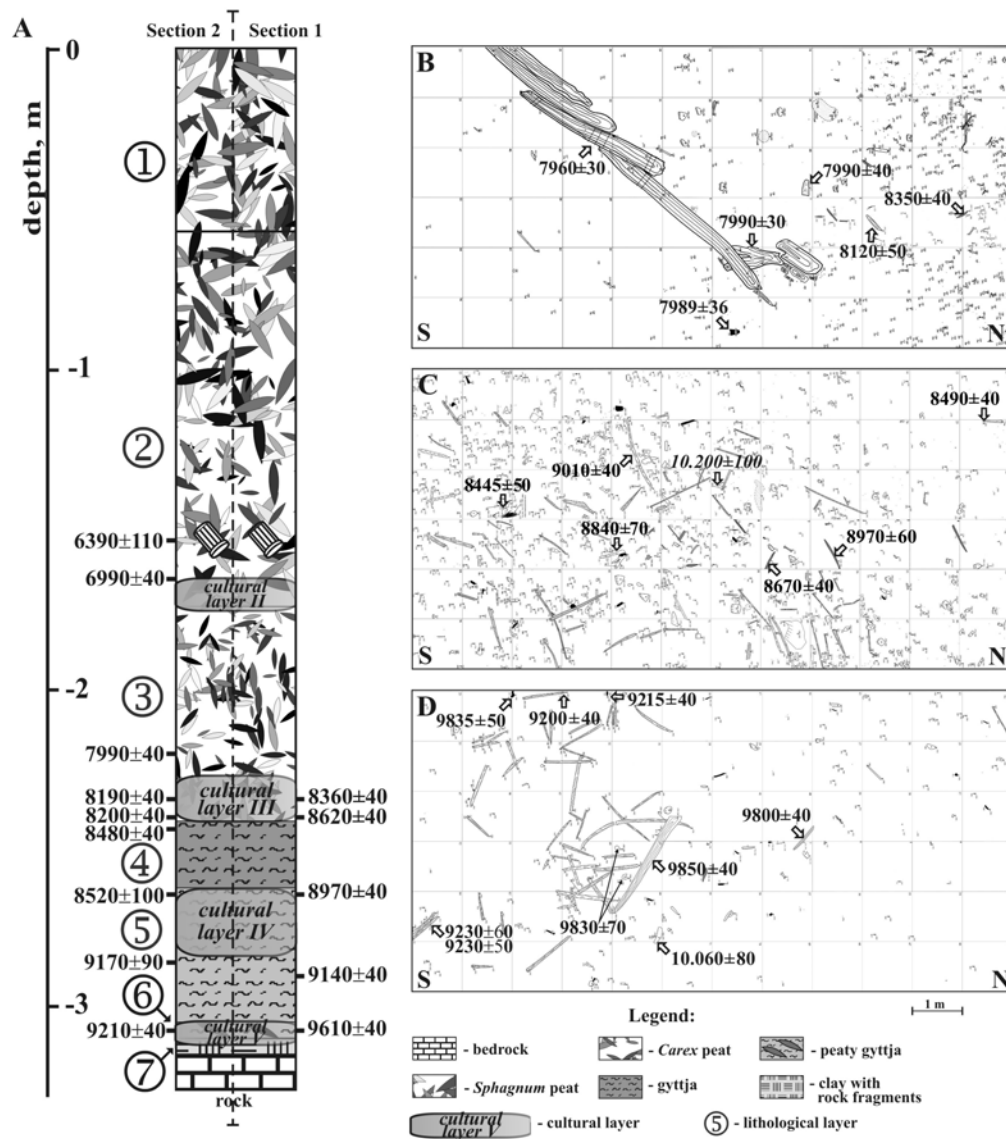 A
Section 2
Section 1
depth, m
0
-1
-2
-3
1
2
3
4
5
6
7
6390±110
6990±40
cultural
layer II
7990±40
8190±40
8200±40
8480±40
cultural
layer III
8360±40
8620±40
8520±100
cultural
layer IV
8970±40
9170±90
9140±40
9210±40
cultural
layer V
9610±40
rock
B
7960±30
7990±40
8350±40
7990±30
8120±50
7989±36
S
N
C
8490±40
9010±40
10.200±100
8445±50
8840±70
8970±60
8670±40
S
N
D
9835±50
9200±40
9215±40
9800±40
9850±40
9230±60
9230±50
9830±70
10.060±80
S
N
1 m
Legend:
- bedrock
- Carex peat
- peaty gyttja
- Sphagnum peat
- gyttja
- clay with
rock fragments
cultural
layer V
- cultural layer
5
- lithological layer